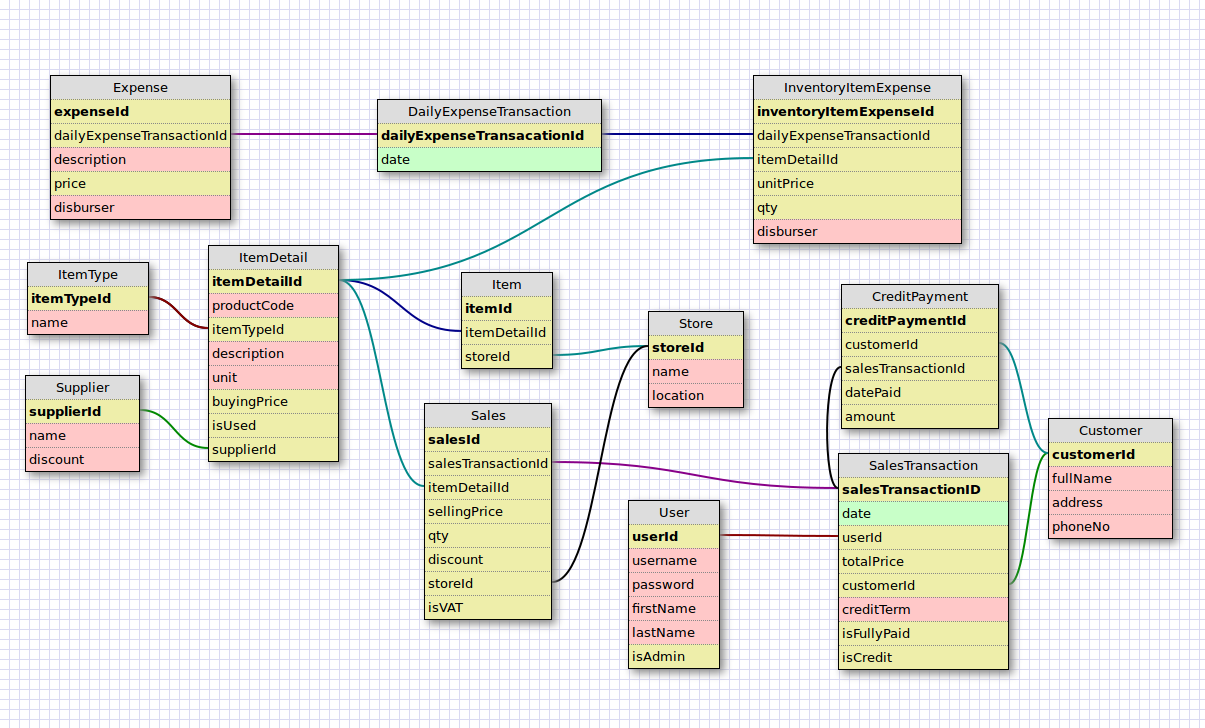 Expense
expenseId
dailyExpenseTransactionId
description
price
disburser
DailyExpenseTransaction
dailyExpenseTransacationId
date
InventoryItemExpense
inventoryItemExpenseId
dailyExpenseTransactionId
itemDetailId
unitPrice
qty
disburser
ItemType
itemTypeId
name
Supplier
supplierId
name
discount
ItemDetail
itemDetailId
productCode
itemTypeId
description
unit
buyingPrice
isUsed
supplierId
Item
itemId
itemDetailId
storeId
Store
storeId
name
location
Sales
salesId
salesTransactionId
itemDetailId
sellingPrice
qty
discount
storeId
isVAT
User
userId
username
password
firstName
lastName
isAdmin
CreditPayment
creditPaymentId
customerId
salesTransactionId
datePaid
amount
SalesTransaction
salesTransactionID
date
userId
totalPrice
customerId
creditTerm
isFullyPaid
isCredit
Customer
customerId
fullName
address
phoneNo